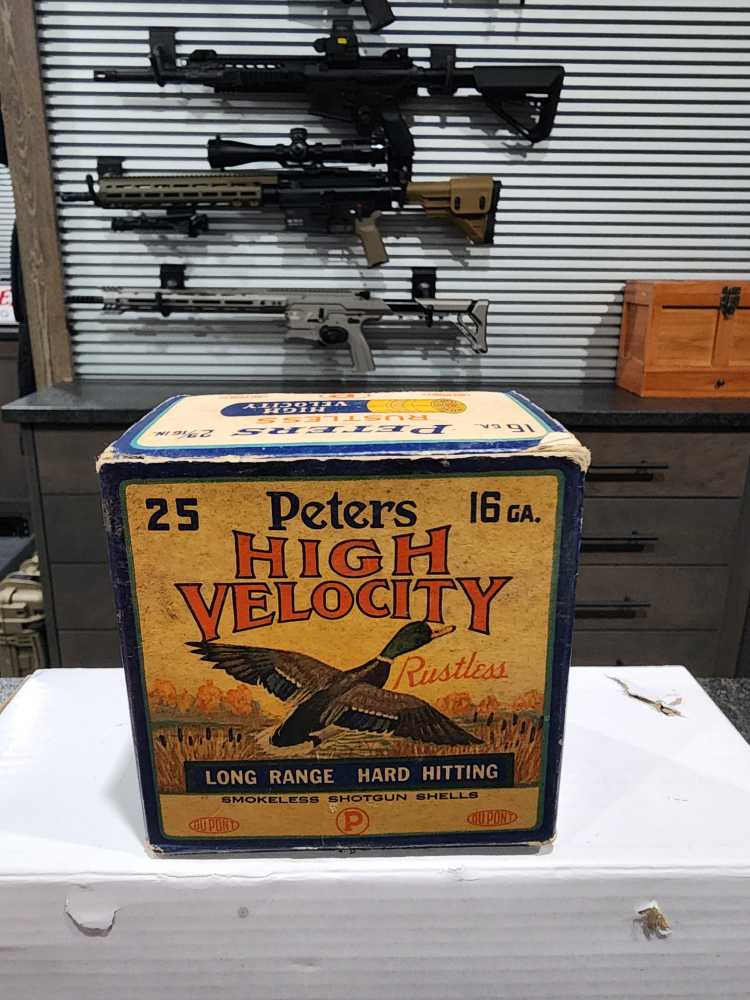 16 GA.
PETERS
2 9/16 IN.
RUSTLESS
HIGH
VELOCITY
25 Peters 16 GA.
HIGH
VELOCITY
Rustless
LONG RANGE HARD HITTING
SMOKELESS SHOTGUN SHELLS
DU PONT P DU PONT